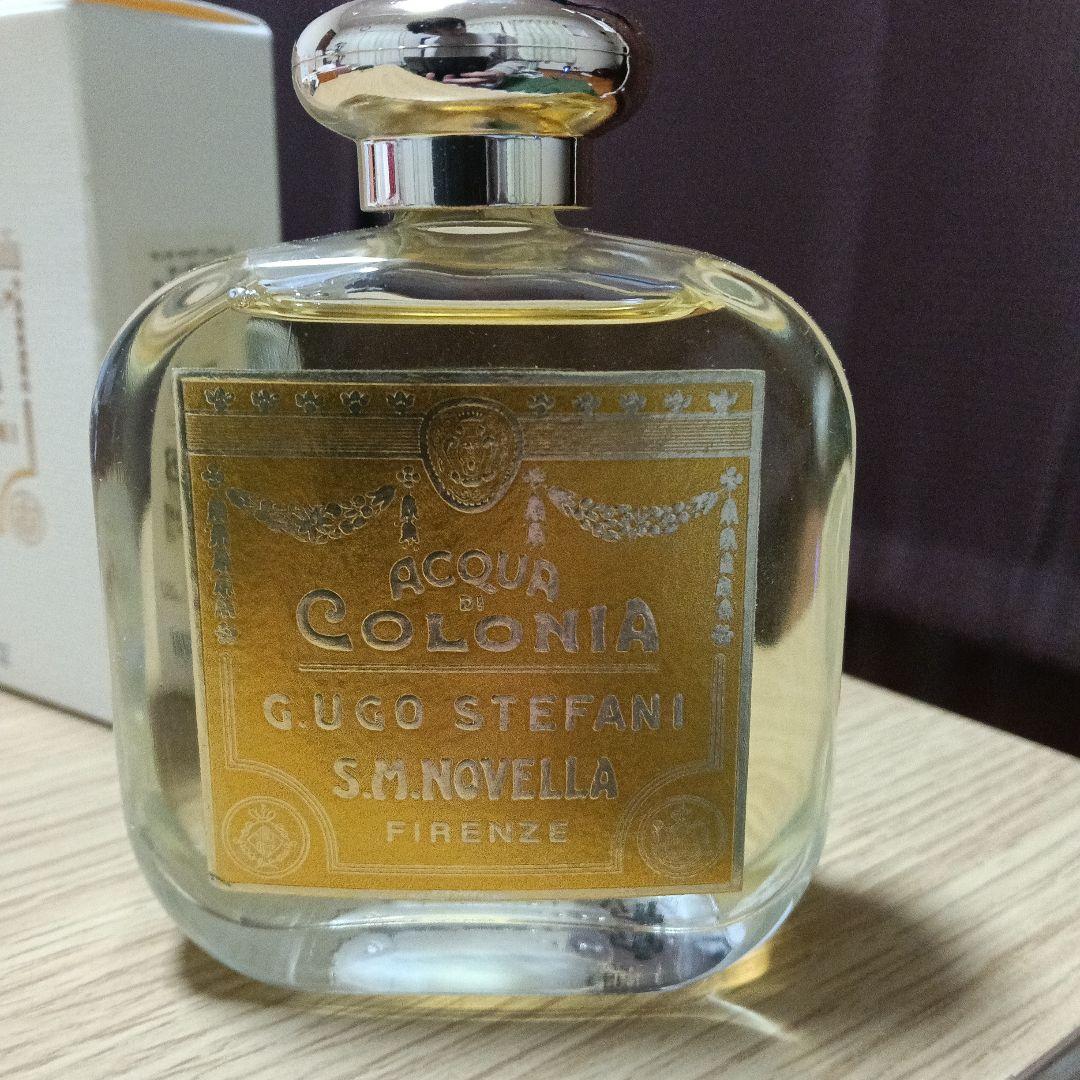 ACQUA
DI
COLONIA
G. UGO STEFANI
S.M. NOVELLA
FIRENZE